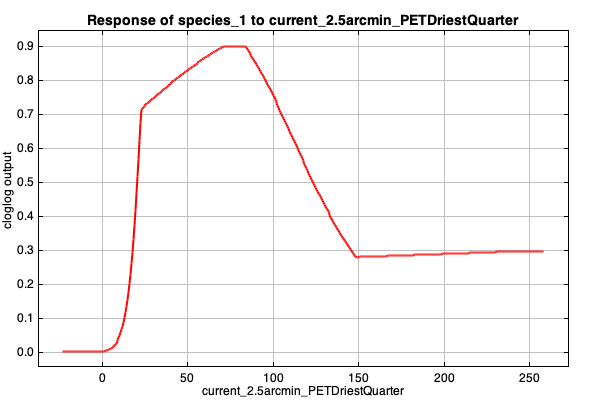 Response of species_1 to current_2.5arcmin_PETDriestQuarter
cloglog output
0.9
0.8
0.7
0.6
0.5
0.4
0.3
0.2
0.1
0.0
0 50 100 150 200 250
current_2.5arcmin_PETDriestQuarter